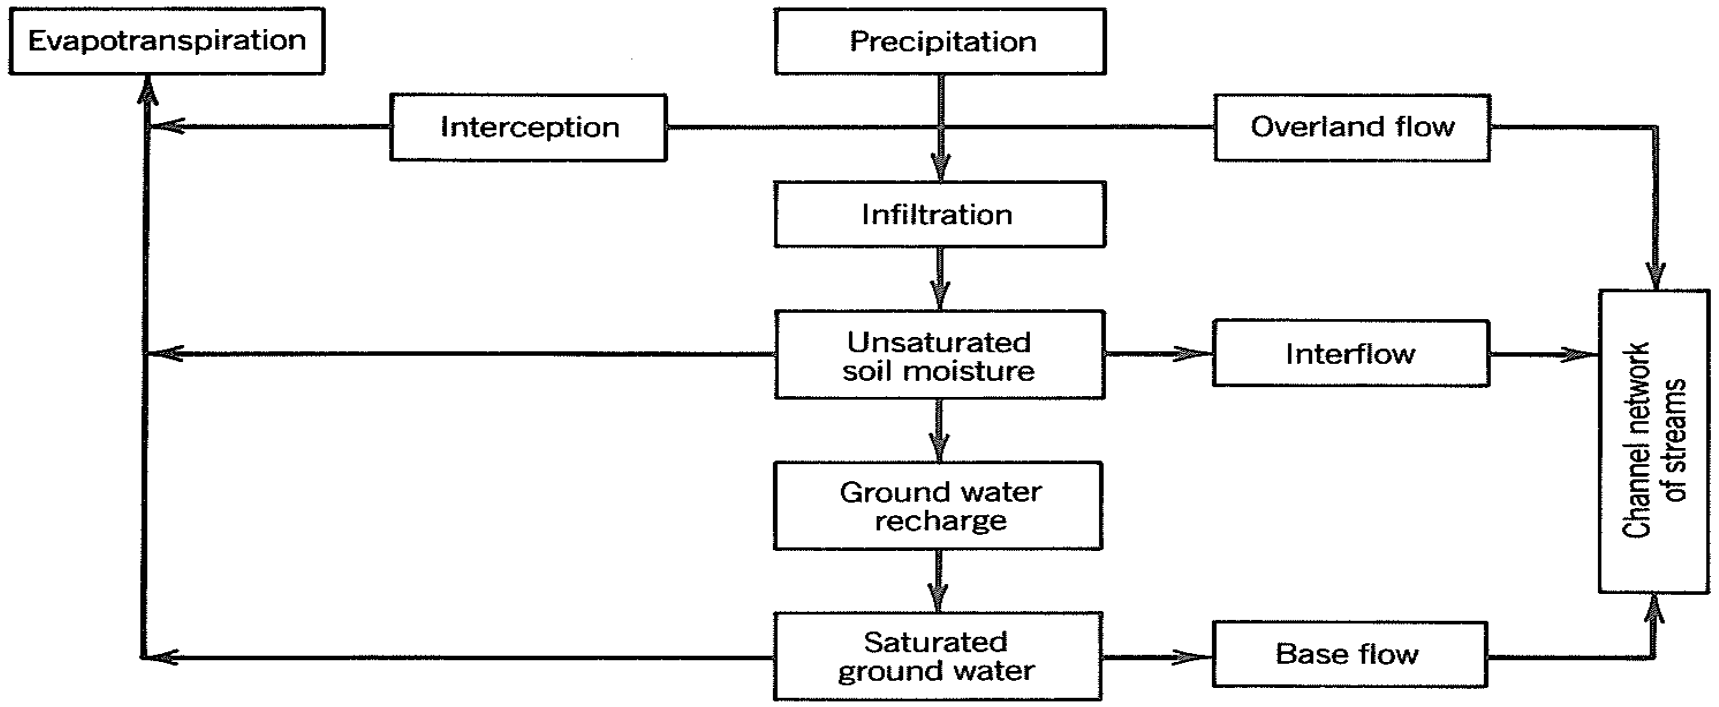 Evapotranspiration
Precipitation
Interception
Overland flow
Infiltration
Unsaturated
soil moisture
Interflow
Channel network
of streams
Ground water
recharge
Saturated
ground water
Base flow